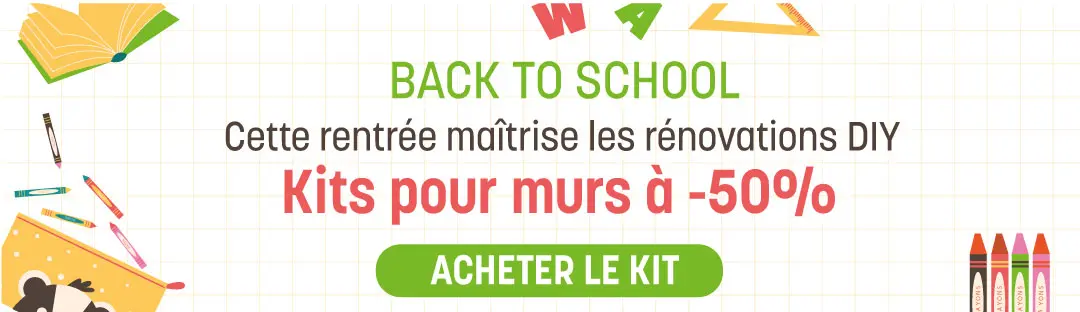 W A
BACK TO SCHOOL
Cette rentrée maîtrise les rénovations DIY
Kits pour murs à -50%
ACHETER LE KIT